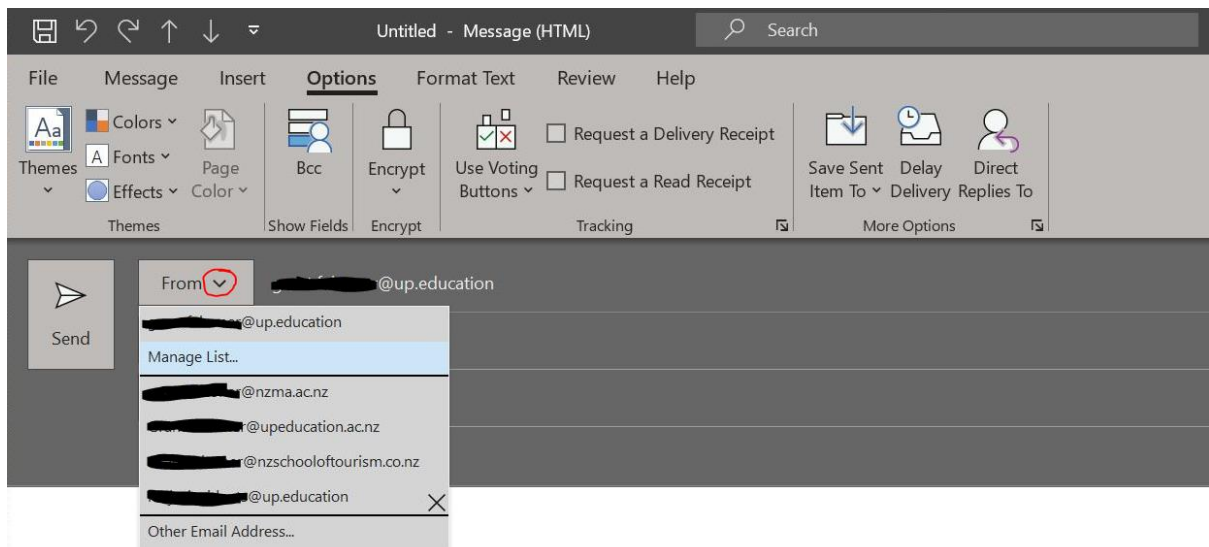 Untitled - Message (HTML) Search
File Message Insert Options Format Text Review Help
Aa Colors
A Fonts
Effects
Themes
Page
Color
Bcc
Encrypt
Use Voting
Buttons
Request a Delivery Receipt
Request a Read Receipt
Save Sent
Item To
Delay
Delivery
Direct
Replies To
Themes Show Fields Encrypt Tracking More Options
Send
From @up.education
@up.education
Manage List...
@nzma.ac.nz
@upeducation.ac.nz
@nzschooloftourism.co.nz
@up.education
Other Email Address...